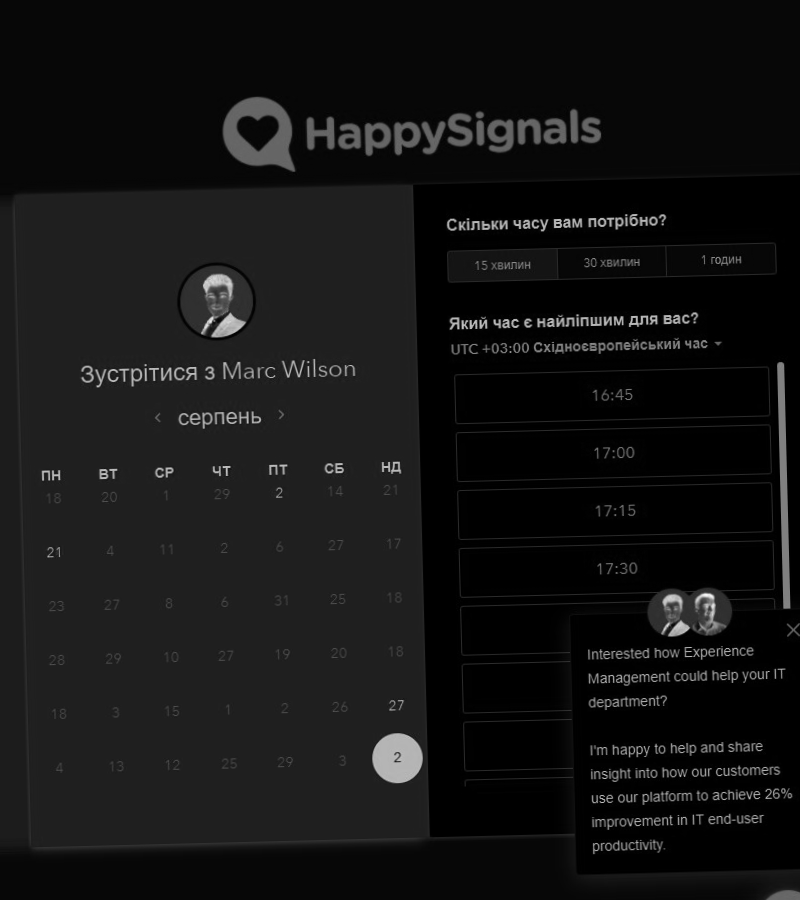 HappySignals
Зустрітися з Marc Wilson
серпень
ПН ВТ СР ЧТ ПТ СБ НД
18 20 1 29 2 14 21
21 4 11 2 6 27 17
23 27 8 6 31 25 18
28 29 10 27 19 20 18
18 3 15 1 2 26 27
4 13 12 25 29 3 2
Скільки часу вам потрібно?
15 хвилин 30 хвилин 1 годин
Який час є найліпшим для вас?
UTC +03:00 Східноєвропейський час
16:45
17:00
17:15
17:30
Interested how Experience
Management could help your IT
department?
I'm happy to help and share
insight into how our customers
use our platform to achieve 26%
improvement in IT end-user
productivity.